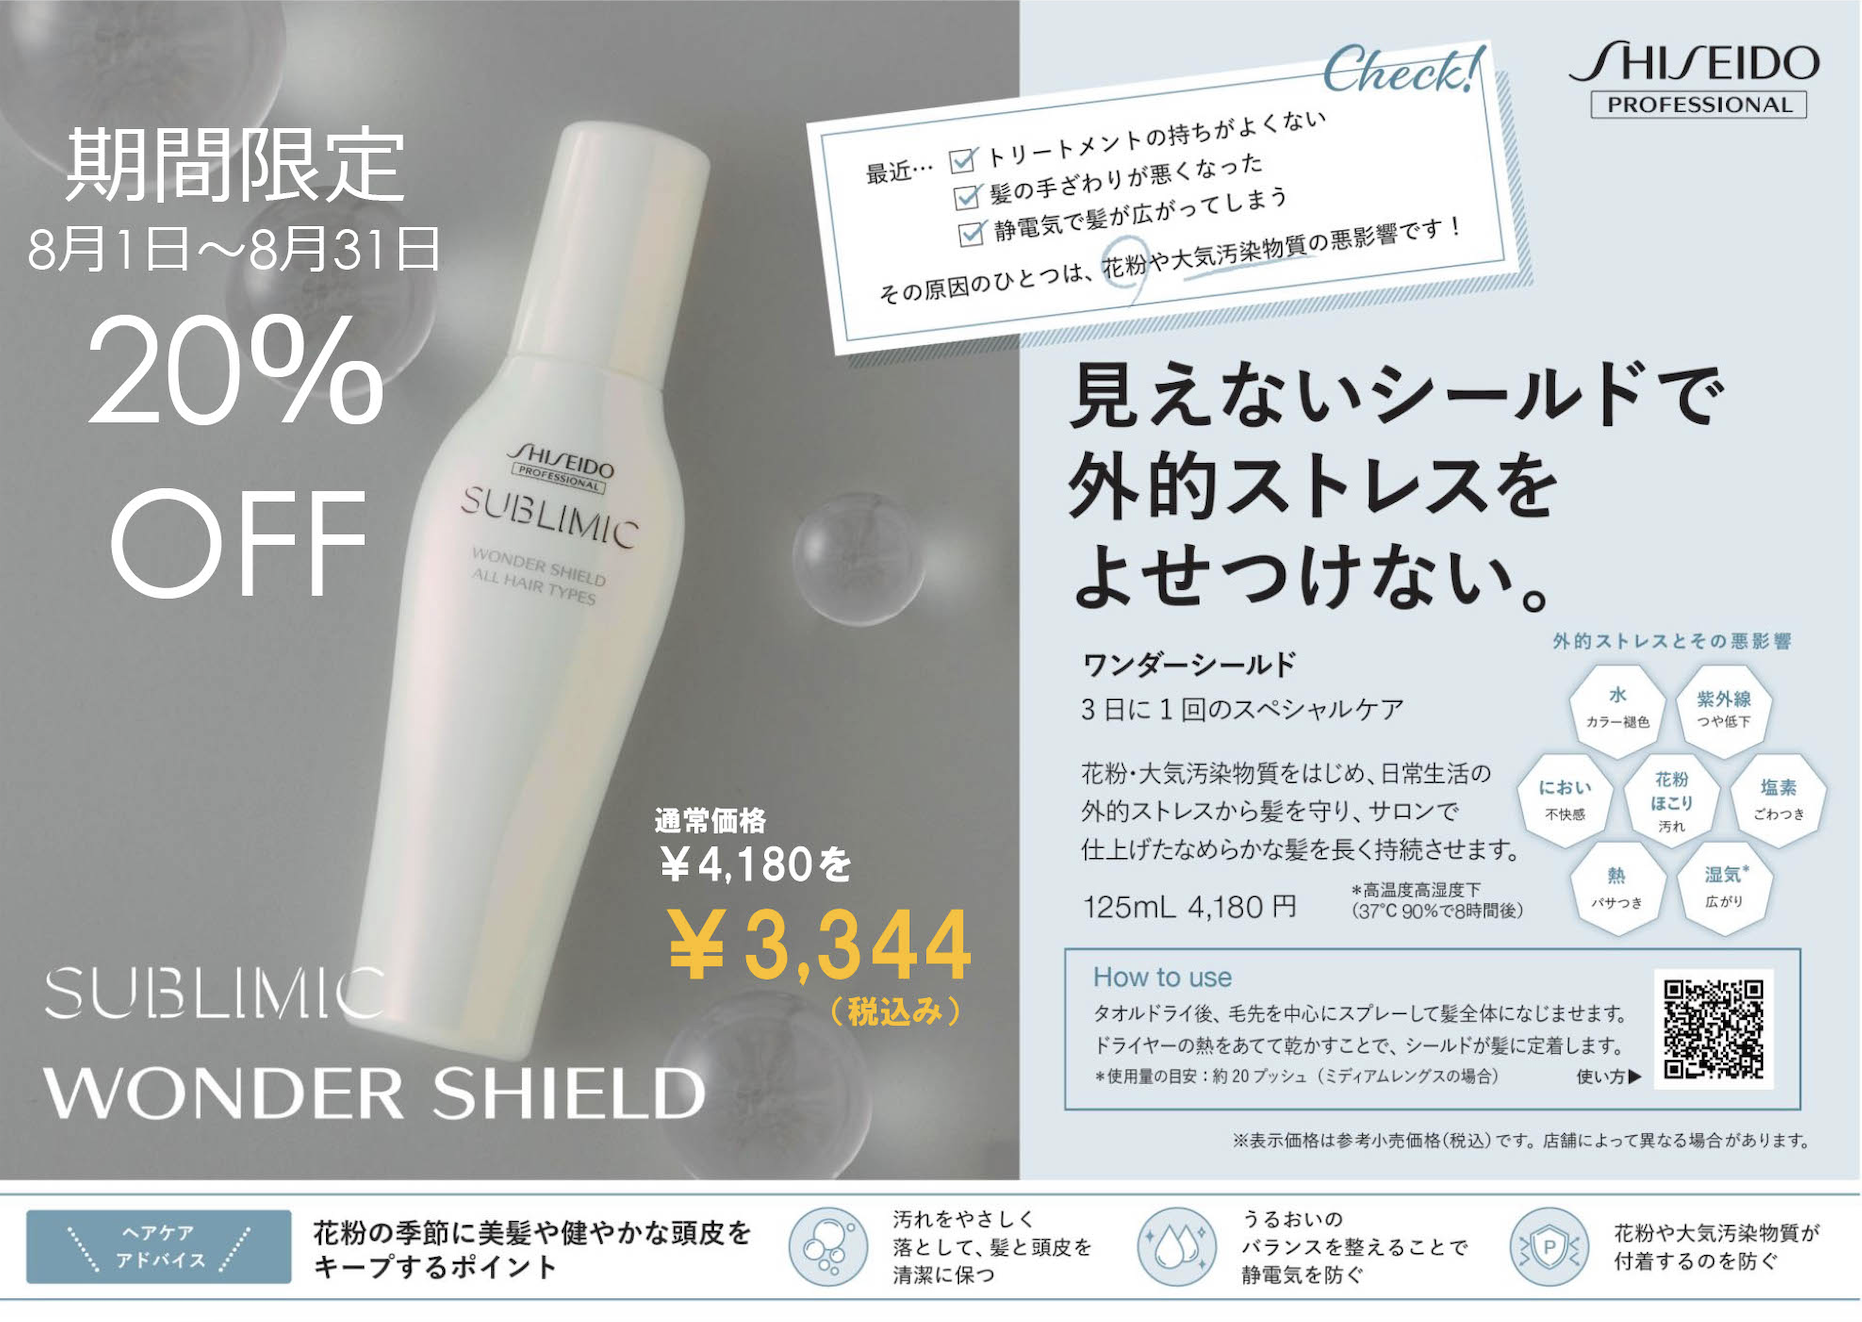 期間限定
8月1日～8月31日
20%
OFF
SHISEIDO
PROFESSIONAL
SUBLIMIC
WONDER SHIELD
ALL HAIR TYPES
通常価格
￥4,180を
￥3,344
（税込み）
SUBLIMIC
WONDER SHIELD
Check!
最近… トリートメントの持ちがよくない
髪の手ざわりが悪くなった
静電気で髪が広がってしまう
その原因のひとつは、花粉や大気汚染物質の悪影響です！
SHISEIDO
PROFESSIONAL
見えないシールドで
外的ストレスを
よせつけない。
ワンダーシールド
3日に1回のスペシャルケア
花粉・大気汚染物質をはじめ、日常生活の
外的ストレスから髪を守り、サロンで
仕上げたなめらかな髪を長く持続させます。
125mL 4,180円
＊高温度高湿度下
（37℃ 90%で8時間後）
外的ストレスとその悪影響
水
カラー褪色
紫外線
つや低下
におい
不快感
花粉
ほこり
汚れ
塩素
ごわつき
熱
パサつき
湿気＊
広がり
How to use
タオルドライ後、毛先を中心にスプレーして髪全体になじませます。
ドライヤーの熱をあてて乾かすことで、シールドが髪に定着します。
＊使用量の目安：約20プッシュ（ミディアムレングスの場合）
使い方▶
※表示価格は参考小売価格（税込）です。店舗によって異なる場合があります。
ヘアケア
アドバイス
花粉の季節に美髪や健やかな頭皮を
キープするポイント
汚れをやさしく
落として、髪と頭皮を
清潔に保つ
うるおいの
バランスを整えることで
静電気を防ぐ
P
花粉や大気汚染物質が
付着するのを防ぐ